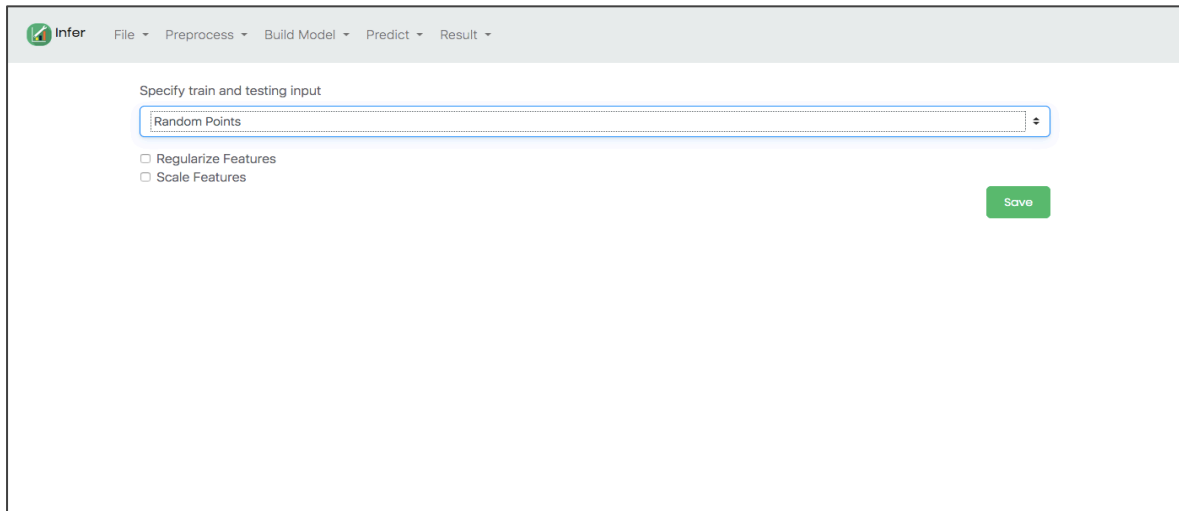 Infer File Preprocess Build Model Predict Result
Specify train and testing input
Random Points
Regularize Features
Scale Features
Save